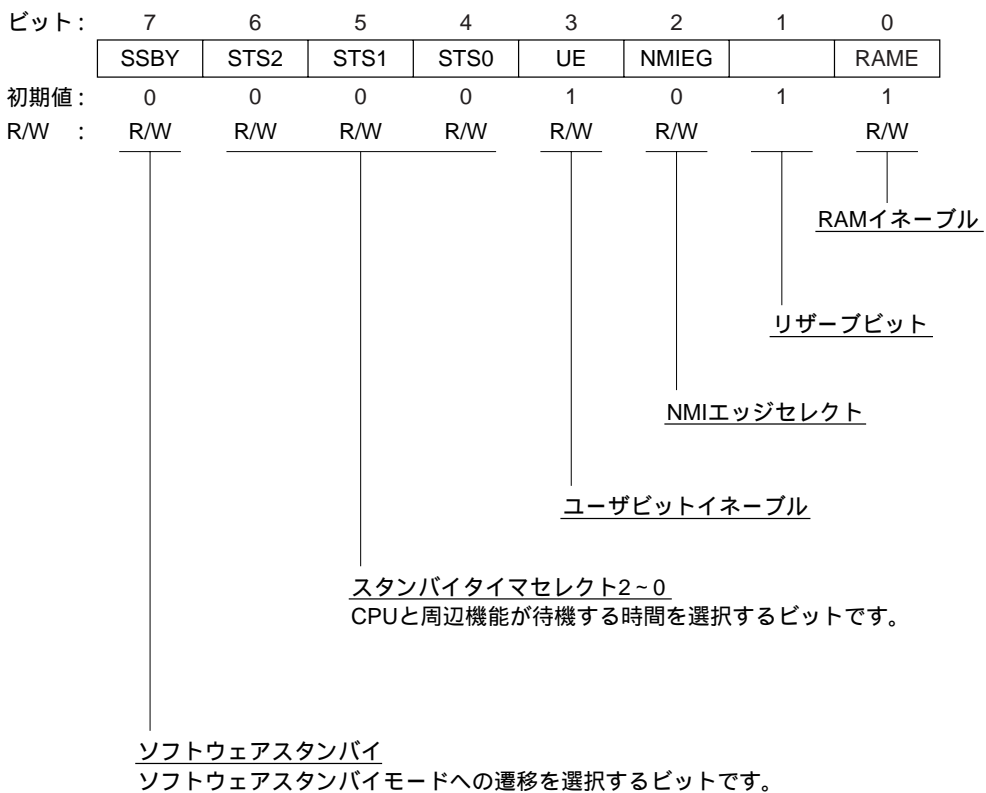 ビット: 7 6 5 4 3 2 1 0
SSBY STS2 STS1 STS0 UE NMIEG RAME
初期値: 0 0 0 0 1 0 1 1
R/W : R/W R/W R/W R/W R/W R/W R/W
RAMイネーブル
リザーブビット
NMIエッジセレクト
ユーザビットイネーブル
スタンバイタイマセレクト2~0
CPUと周辺機能が待機する時間を選択するビットです。
ソフトウェアスタンバイ
ソフトウェアスタンバイモードへの遷移を選択するビットです。